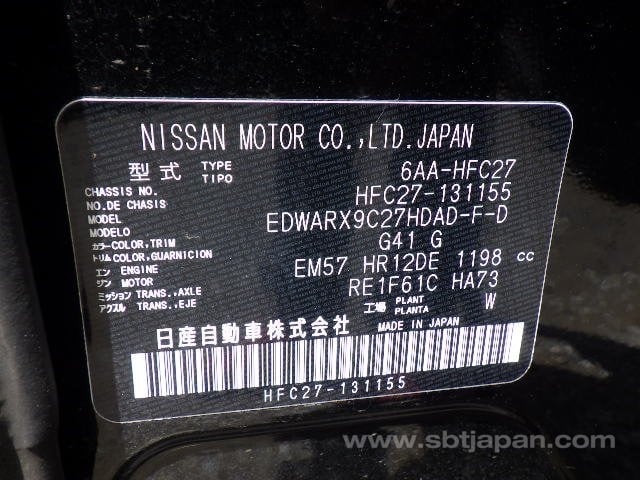 NISSAN MOTOR CO.,LTD.JAPAN
型式 TYPE TIPO 6AA-HFC27
CHASSIS NO. NO.DE CHASIS HFC27-131155
MODEL MODELO EDWARX9C27HDAD-F-D
カラー COLOR,TRIM トリム COLOR,GUARNICION G41 G
エンジン ENGINE MOTOR EM57 HR12DE 1198 cc
ミッション TRANS.,AXLE アクスル TRANS.,EJE RE1F61C HA73
工場 PLANT PLANTA W
日産自動車株式会社 MADE IN JAPAN
HFC27-131155
www.sbtjapan.com